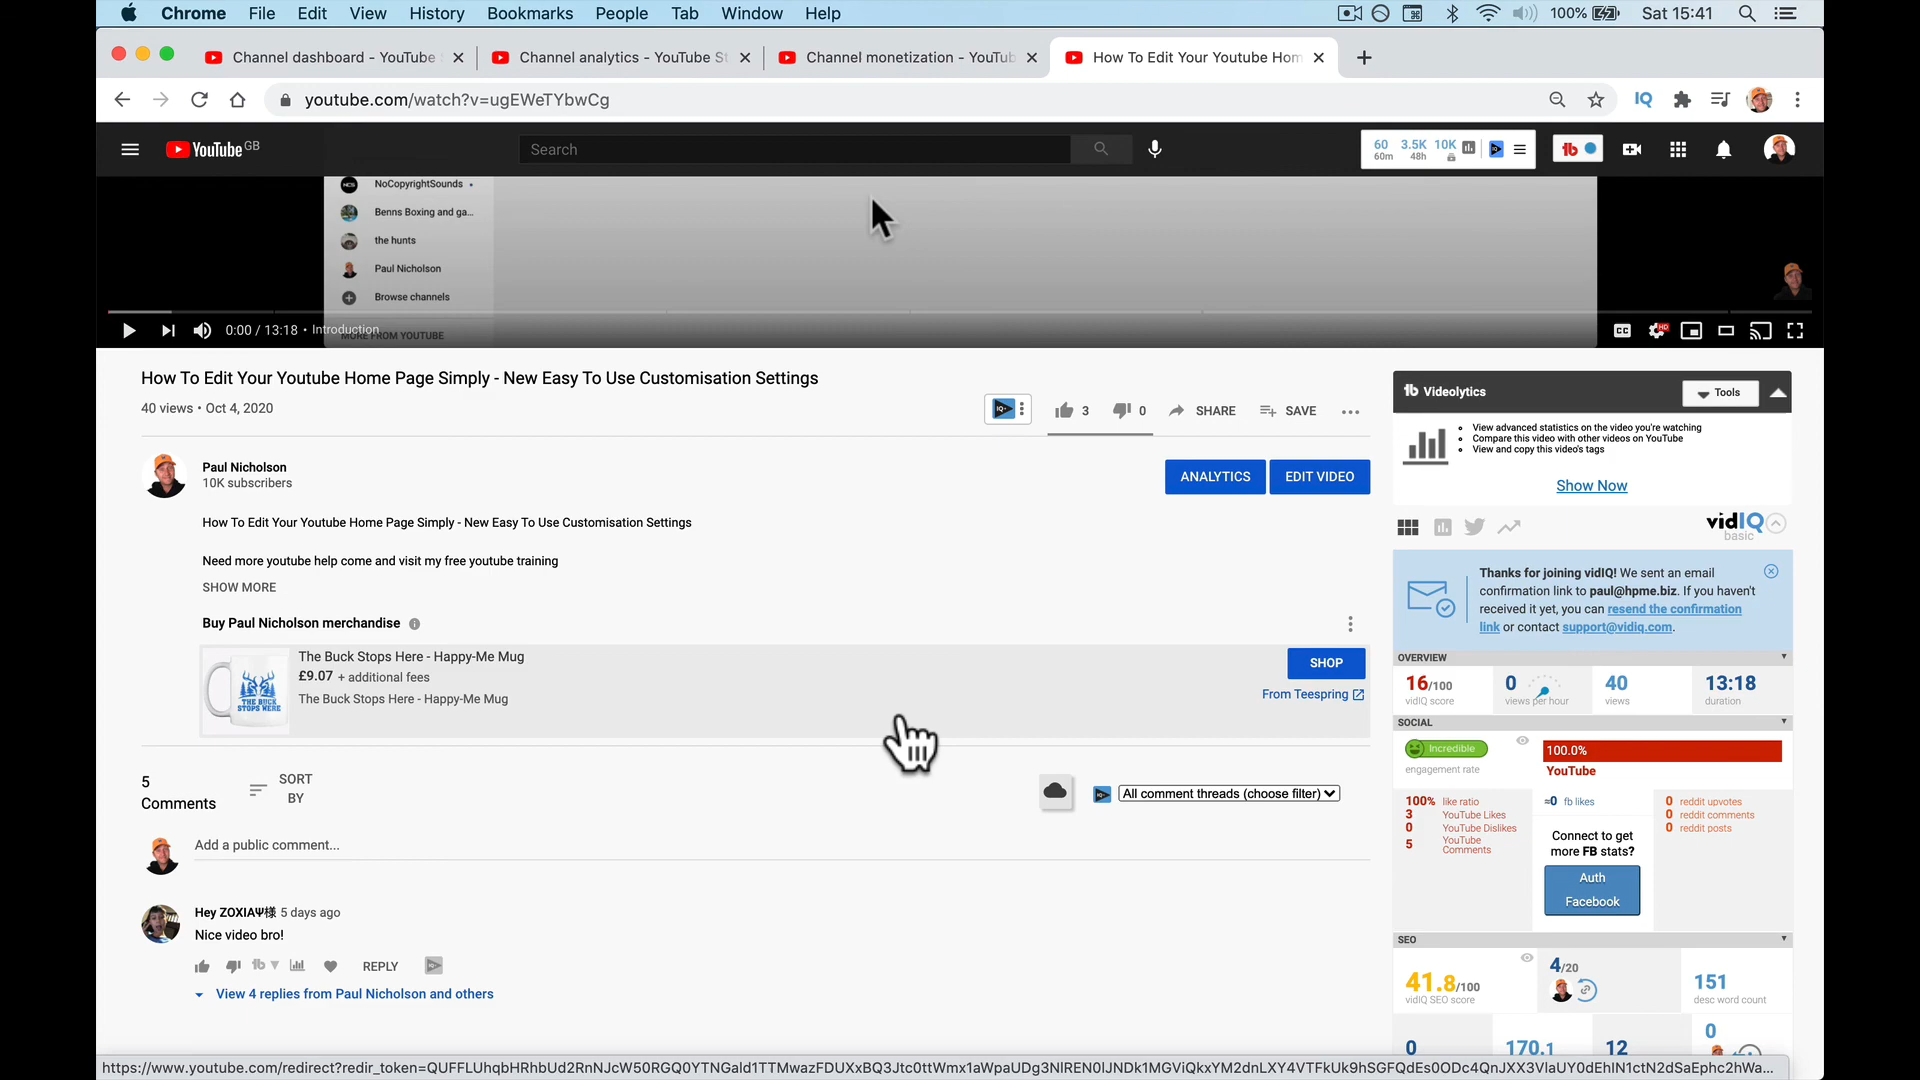 Chrome File Edit View History Bookmarks People Tab Window Help 100% Sat 15:41
Channel dashboard - YouTube Channel analytics - YouTube St Channel monetization - YouTub How To Edit Your Youtube Hom
youtube.com/watch?v=ugEWeTYbwCg IQ
YouTube GB Search 60 3.5K 10K tb
60m 48h
NoCopyrightSounds
Benns Boxing and ga...
the hunts
Paul Nicholson
Browse channels
MORE FROM YOUTUBE
0:00 / 13:18 • Introduction CC HD
How To Edit Your Youtube Home Page Simply - New Easy To Use Customisation Settings
40 views • Oct 4, 2020
3 0 SHARE SAVE
Paul Nicholson
10K subscribers
ANALYTICS EDIT VIDEO
How To Edit Your Youtube Home Page Simply - New Easy To Use Customisation Settings
Need more youtube help come and visit my free youtube training
SHOW MORE
Buy Paul Nicholson merchandise
THE BUCK
STOPS HERE
The Buck Stops Here - Happy-Me Mug
£9.07 + additional fees
The Buck Stops Here - Happy-Me Mug
SHOP
From Teespring
5
Comments
SORT
BY
All comment threads (choose filter)
Add a public comment...
Hey ZOXIAΨ様 5 days ago
Nice video bro!
tb REPLY
View 4 replies from Paul Nicholson and others
tb Videolytics Tools
View advanced statistics on the video you're watching
Compare this video with other videos on YouTube
View and copy this video's tags
Show Now
vidIQ
basic
Thanks for joining vidIQ! We sent an email
confirmation link to paul@hpme.biz. If you haven't
received it yet, you can resend the confirmation
link or contact support@vidiq.com.
OVERVIEW
16/100 0 40 13:18
vidIQ score views per hour views duration
SOCIAL
Incredible 100.0%
engagement rate YouTube
100% like ratio
3 YouTube Likes
0 YouTube Dislikes
5 YouTube Comments
≈0 fb likes
Connect to get
more FB stats?
Auth
Facebook
0 reddit upvotes
0 reddit comments
0 reddit posts
SEO
41.8/100 4/20 151
vidIQ SEO score desc word count
0 170.1 12 0